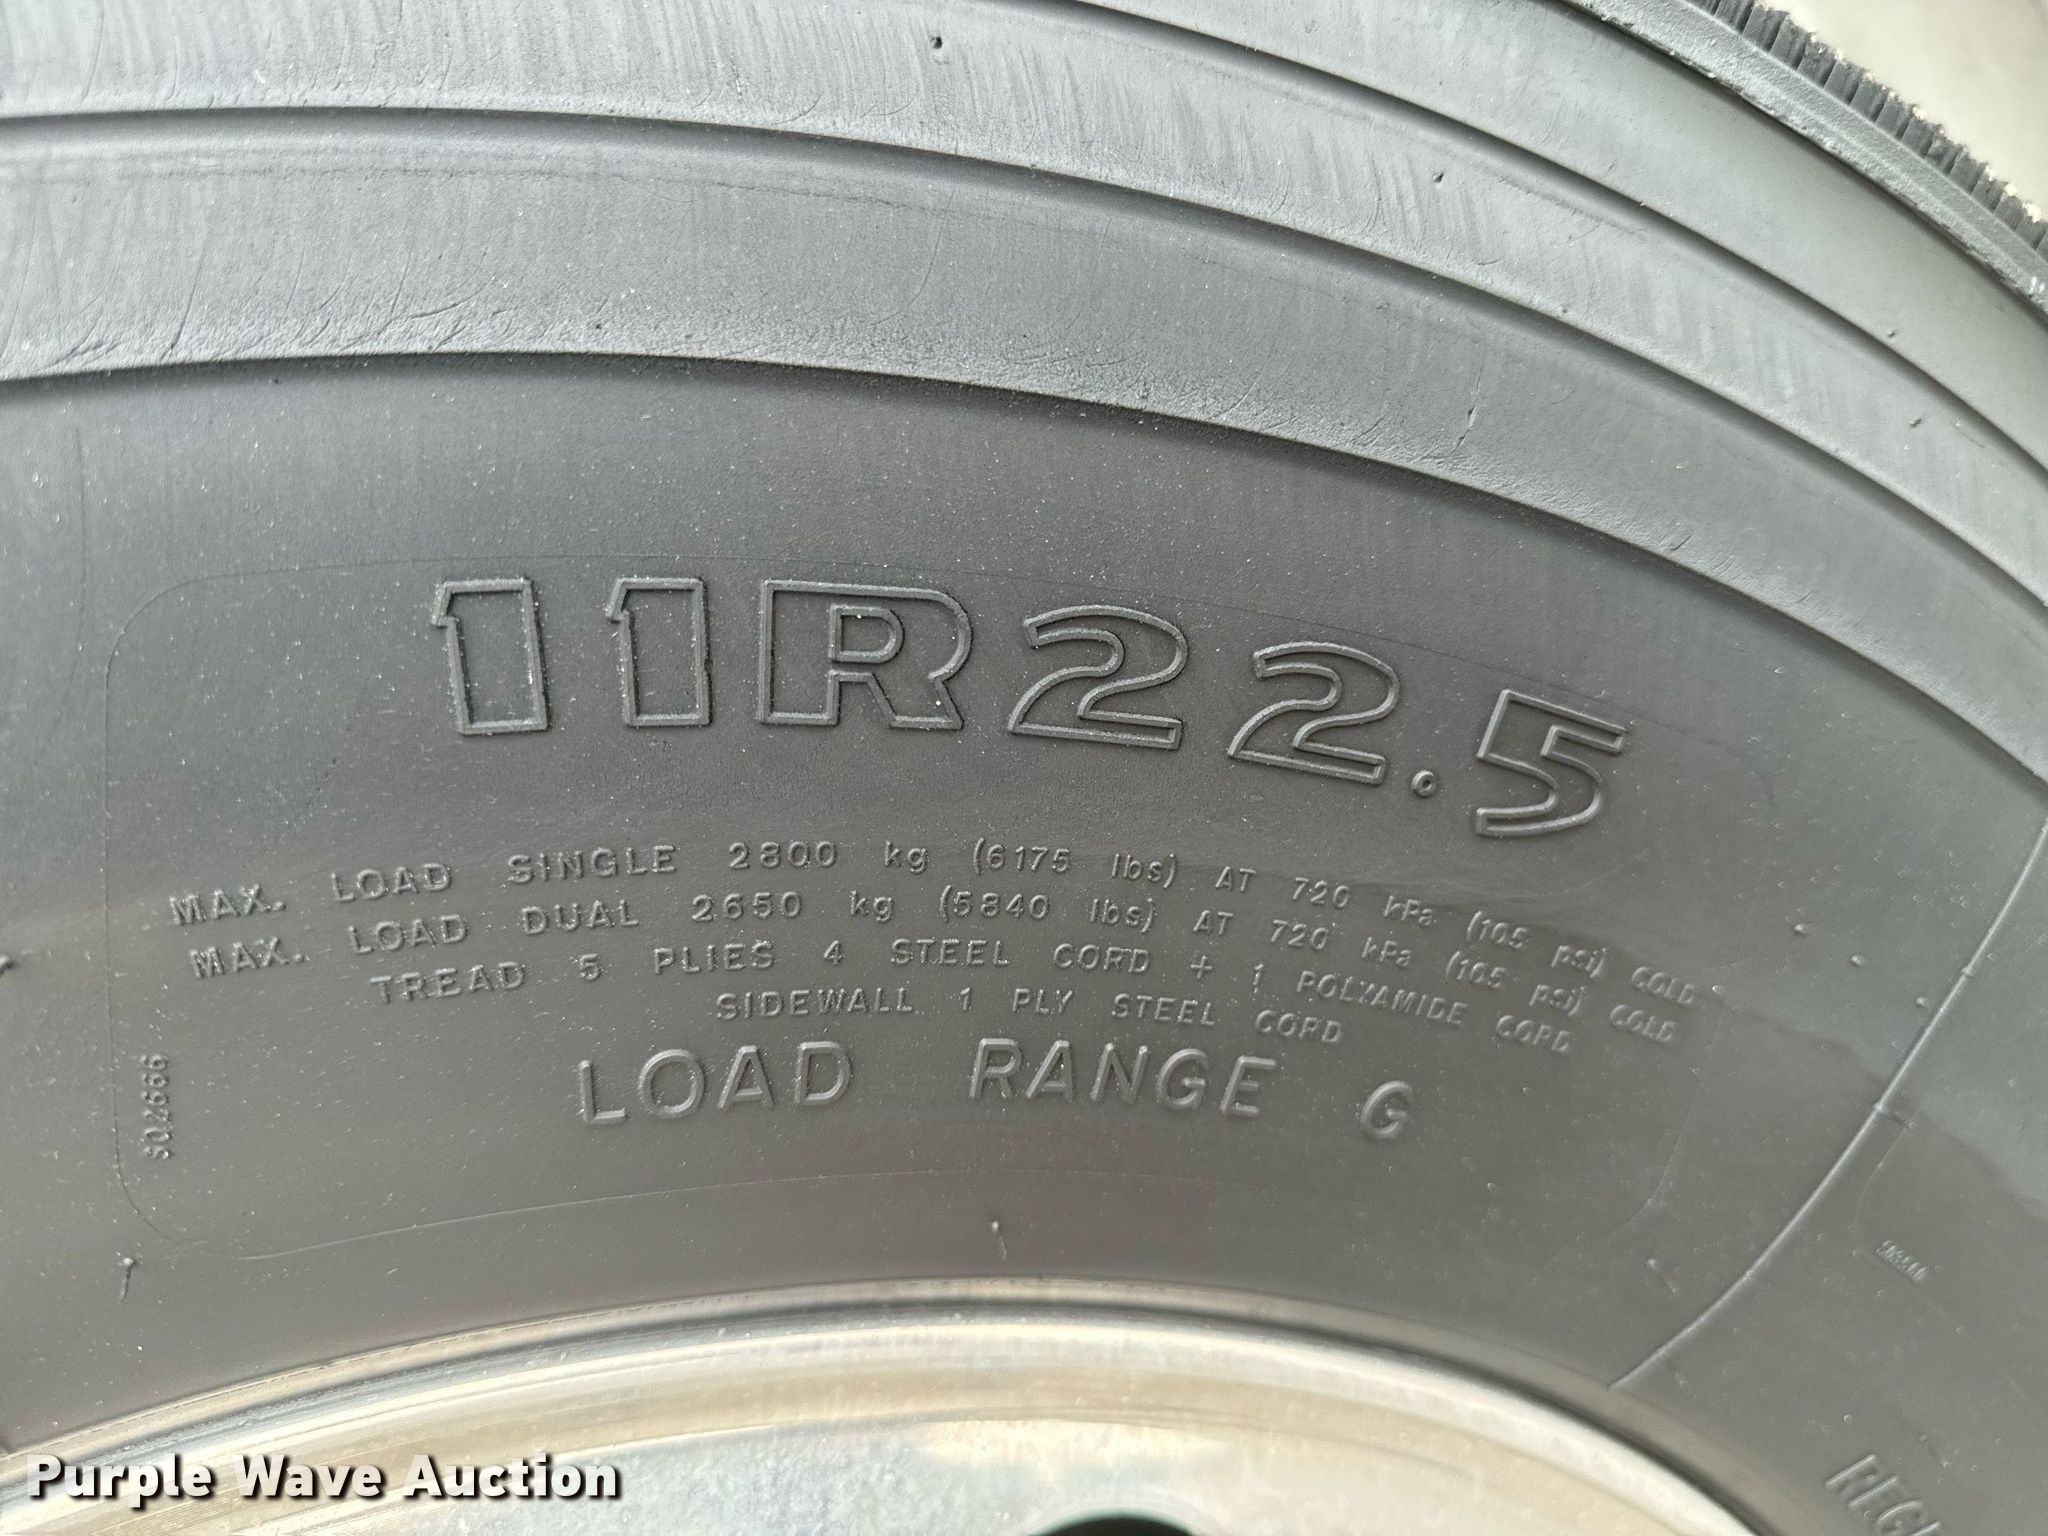 11R22.5
MAX. LOAD SINGLE 2800 kg (6175 lbs) AT 720 kPa (105 psi) COLD
MAX. LOAD DUAL 2650 kg (5840 lbs) AT 720 kPa (105 psi) COLD
TREAD 5 PLIES 4 STEEL CORD + 1 POLYAMIDE CORD
SIDEWALL 1 PLY STEEL CORD
LOAD RANGE G
S02666
Purple Wave Auction